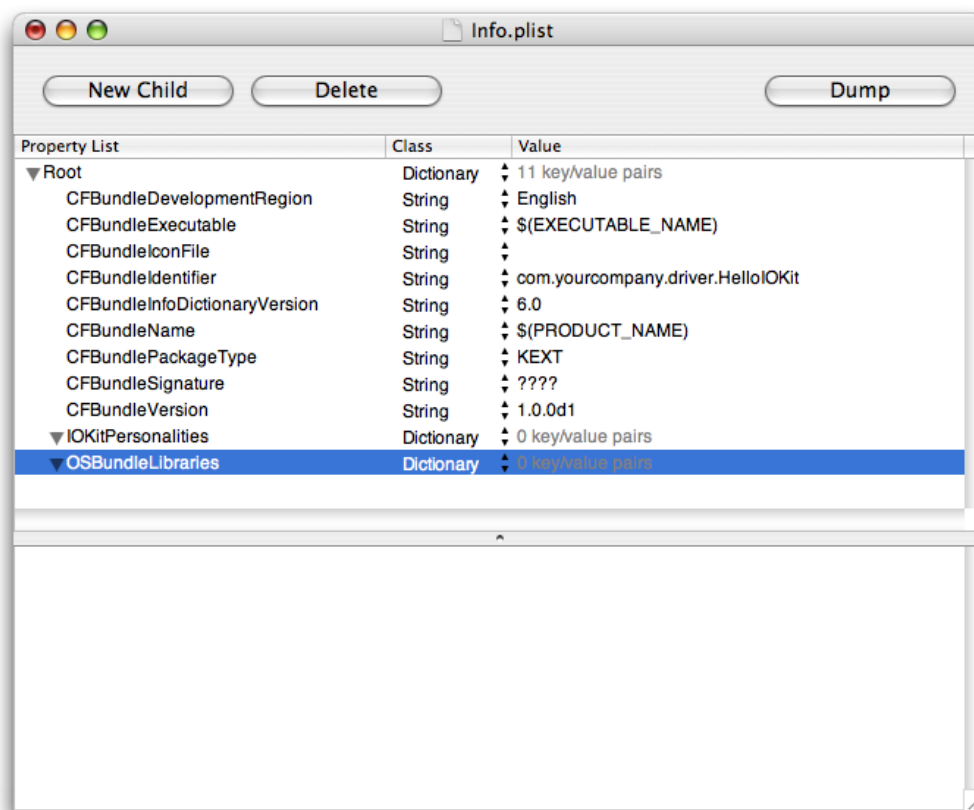 Info.plist
New Child Delete Dump
Property List Class Value
Root Dictionary 11 key/value pairs
CFBundleDevelopmentRegion String English
CFBundleExecutable String $(EXECUTABLE_NAME)
CFBundleIconFile String
CFBundleIdentifier String com.yourcompany.driver.HelloIOKit
CFBundleInfoDictionaryVersion String 6.0
CFBundleName String $(PRODUCT_NAME)
CFBundlePackageType String KEXT
CFBundleSignature String ????
CFBundleVersion String 1.0.0d1
IOKitPersonalities Dictionary 0 key/value pairs
OSBundleLibraries Dictionary 0 key/value pairs